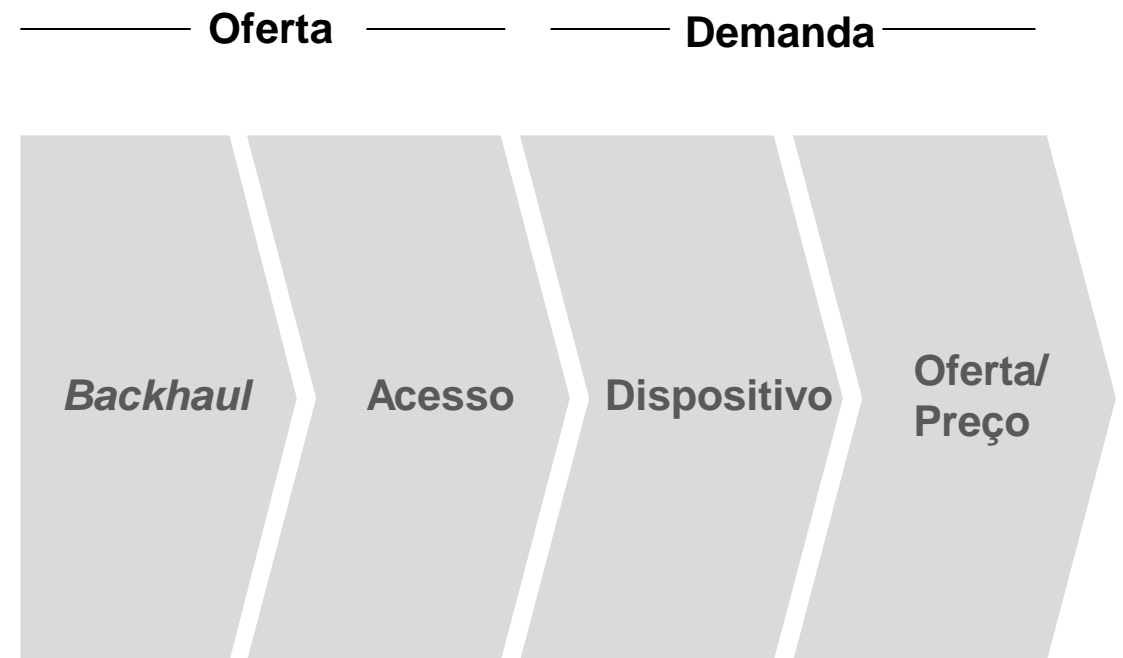 Oferta
Demanda
Backhaul
Acesso
Dispositivo
Oferta/
Preço